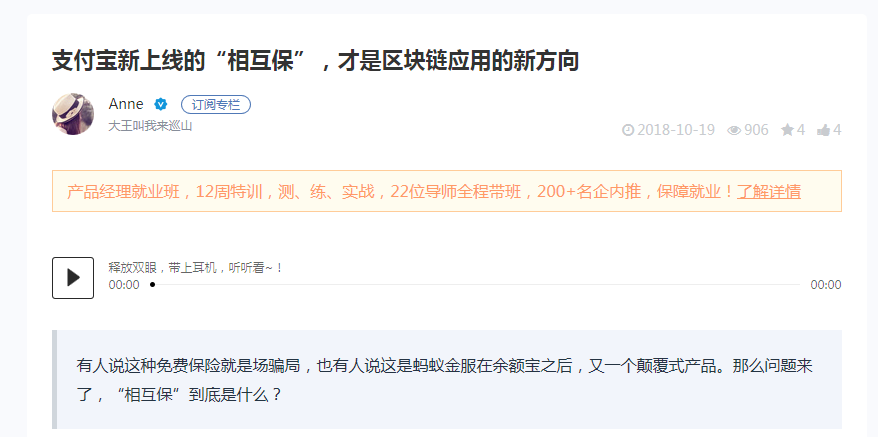 支付宝新上线的“相互保”，才是区块链应用的新方向
Anne 订阅专栏
大王叫我来巡山
2018-10-19 906 4 4
产品经理就业班，12周特训，测、练、实战，22位导师全程带班，200+名企内推，保障就业！了解详情
释放双眼，带上耳机，听听看~！
00:00 00:00
有人说这种免费保险就是场骗局，也有人说这是蚂蚁金服在余额宝之后，又一个颠覆式产品。那么问题来
了，“相互保”到底是什么？